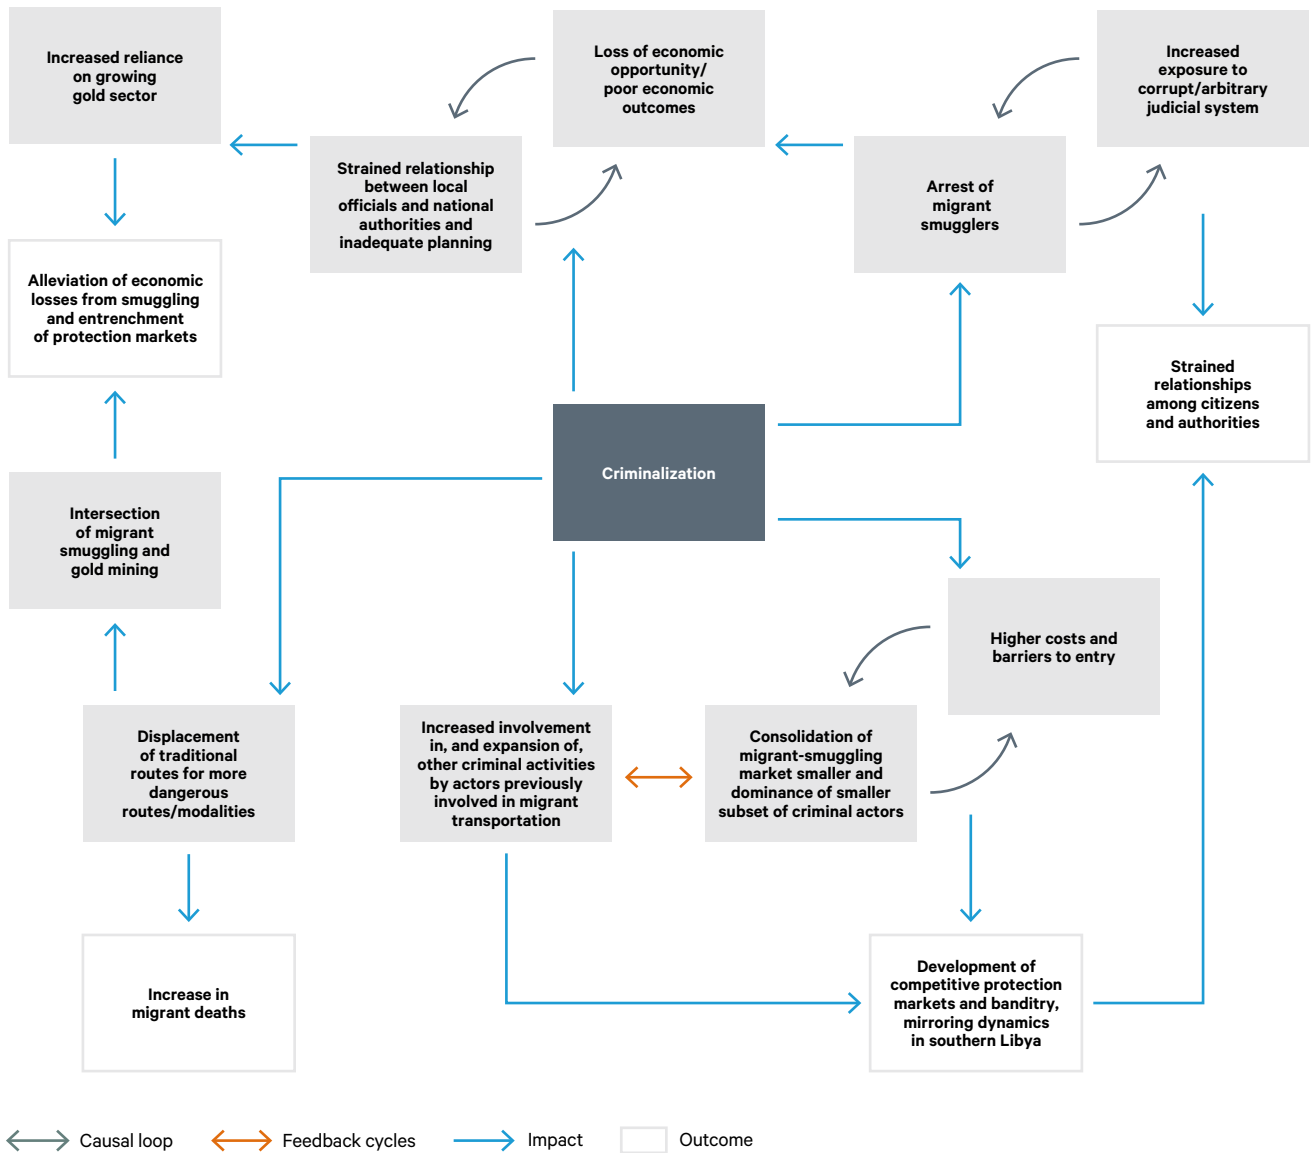 Increased reliance
on growing
gold sector
Loss of economic
opportunity/
poor economic
outcomes
Increased
exposure to
corrupt/arbitrary
judicial system
Strained relationship
between local
officials and national
authorities and
inadequate planning
Arrest of
migrant
smugglers
Alleviation of economic
losses from smuggling
and entrenchment
of protection markets
Strained
relationships
among citizens
and authorities
Criminalization
Intersection
of migrant
smuggling and
gold mining
Higher costs and
barriers to entry
Displacement
of traditional
routes for more
dangerous
routes/modalities
Increased involvement
in, and expansion of,
other criminal activities
by actors previously
involved in migrant
transportation
Consolidation of
migrant-smuggling
market smaller and
dominance of smaller
subset of criminal actors
Increase in
migrant deaths
Development of
competitive protection
markets and banditry,
mirroring dynamics
in southern Libya
Causal loop
Feedback cycles
Impact
Outcome